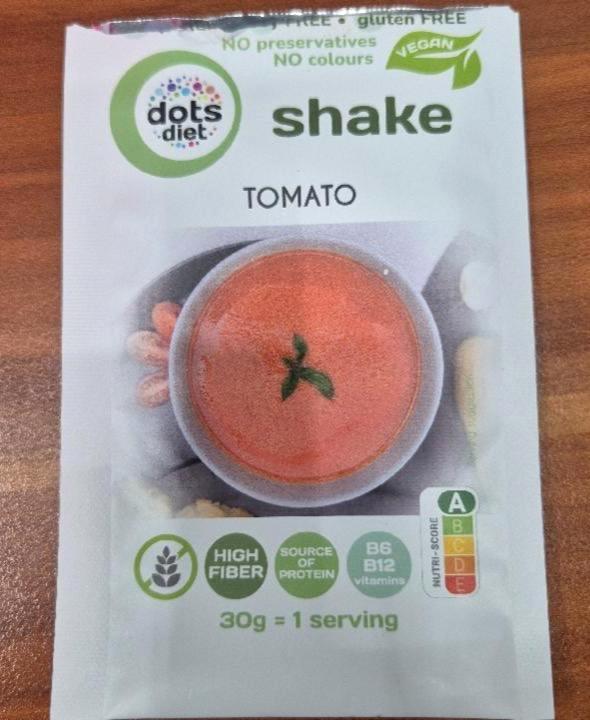 FREE • gluten FREE
NO preservatives
NO colours
VEGAN
dots
diet
shake
TOMATO
HIGH
FIBER
SOURCE
OF
PROTEIN
B6
B12
vitamins
NUTRI-SCORE
A
B
C
D
E
30g = 1 serving